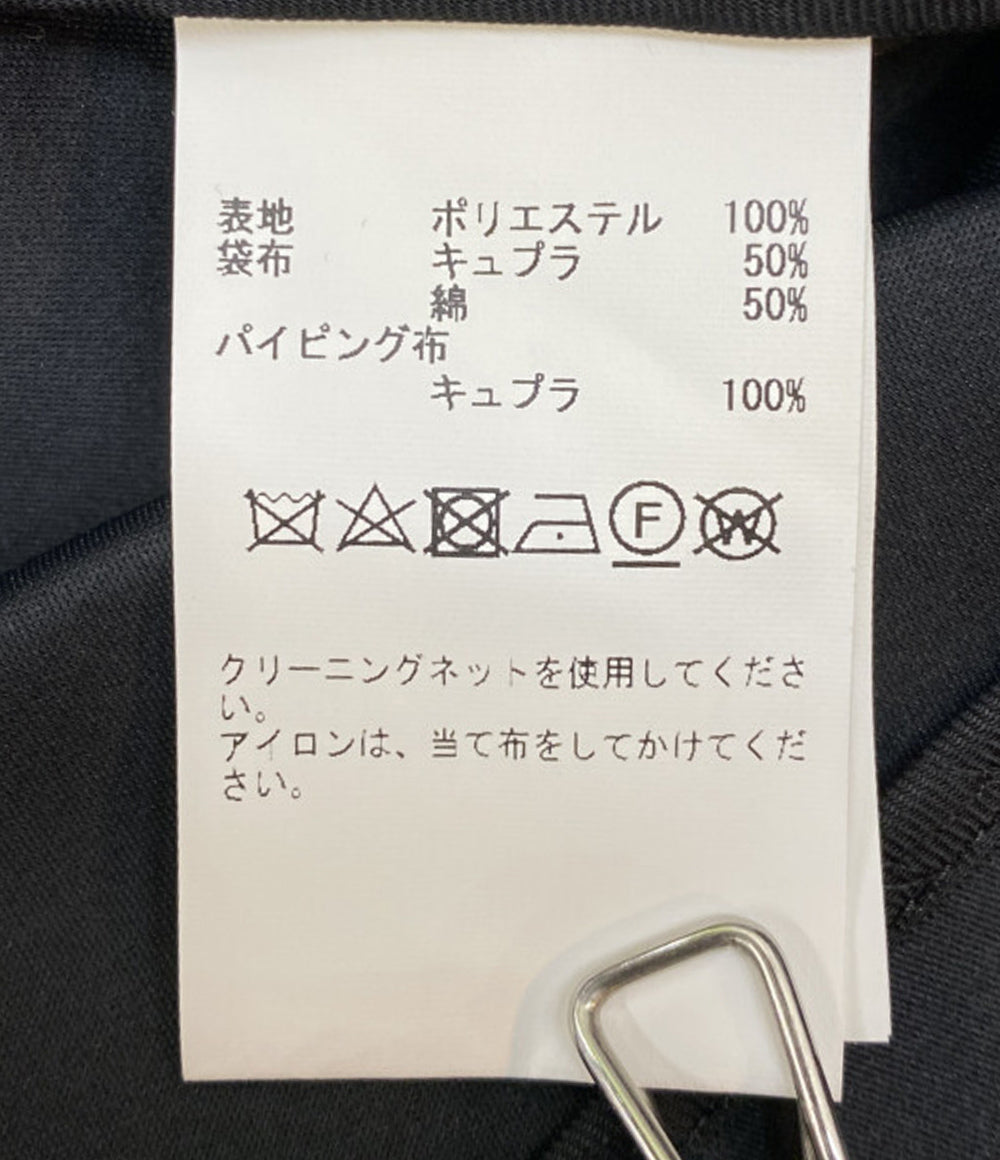 表地 ポリエステル 100%
袋布 キュプラ 50%
綿 50%
パイピング布
キュプラ 100%
F W
クリーニングネットを使用してくださ
い。
アイロンは、当て布をしてかけてくだ
さい。